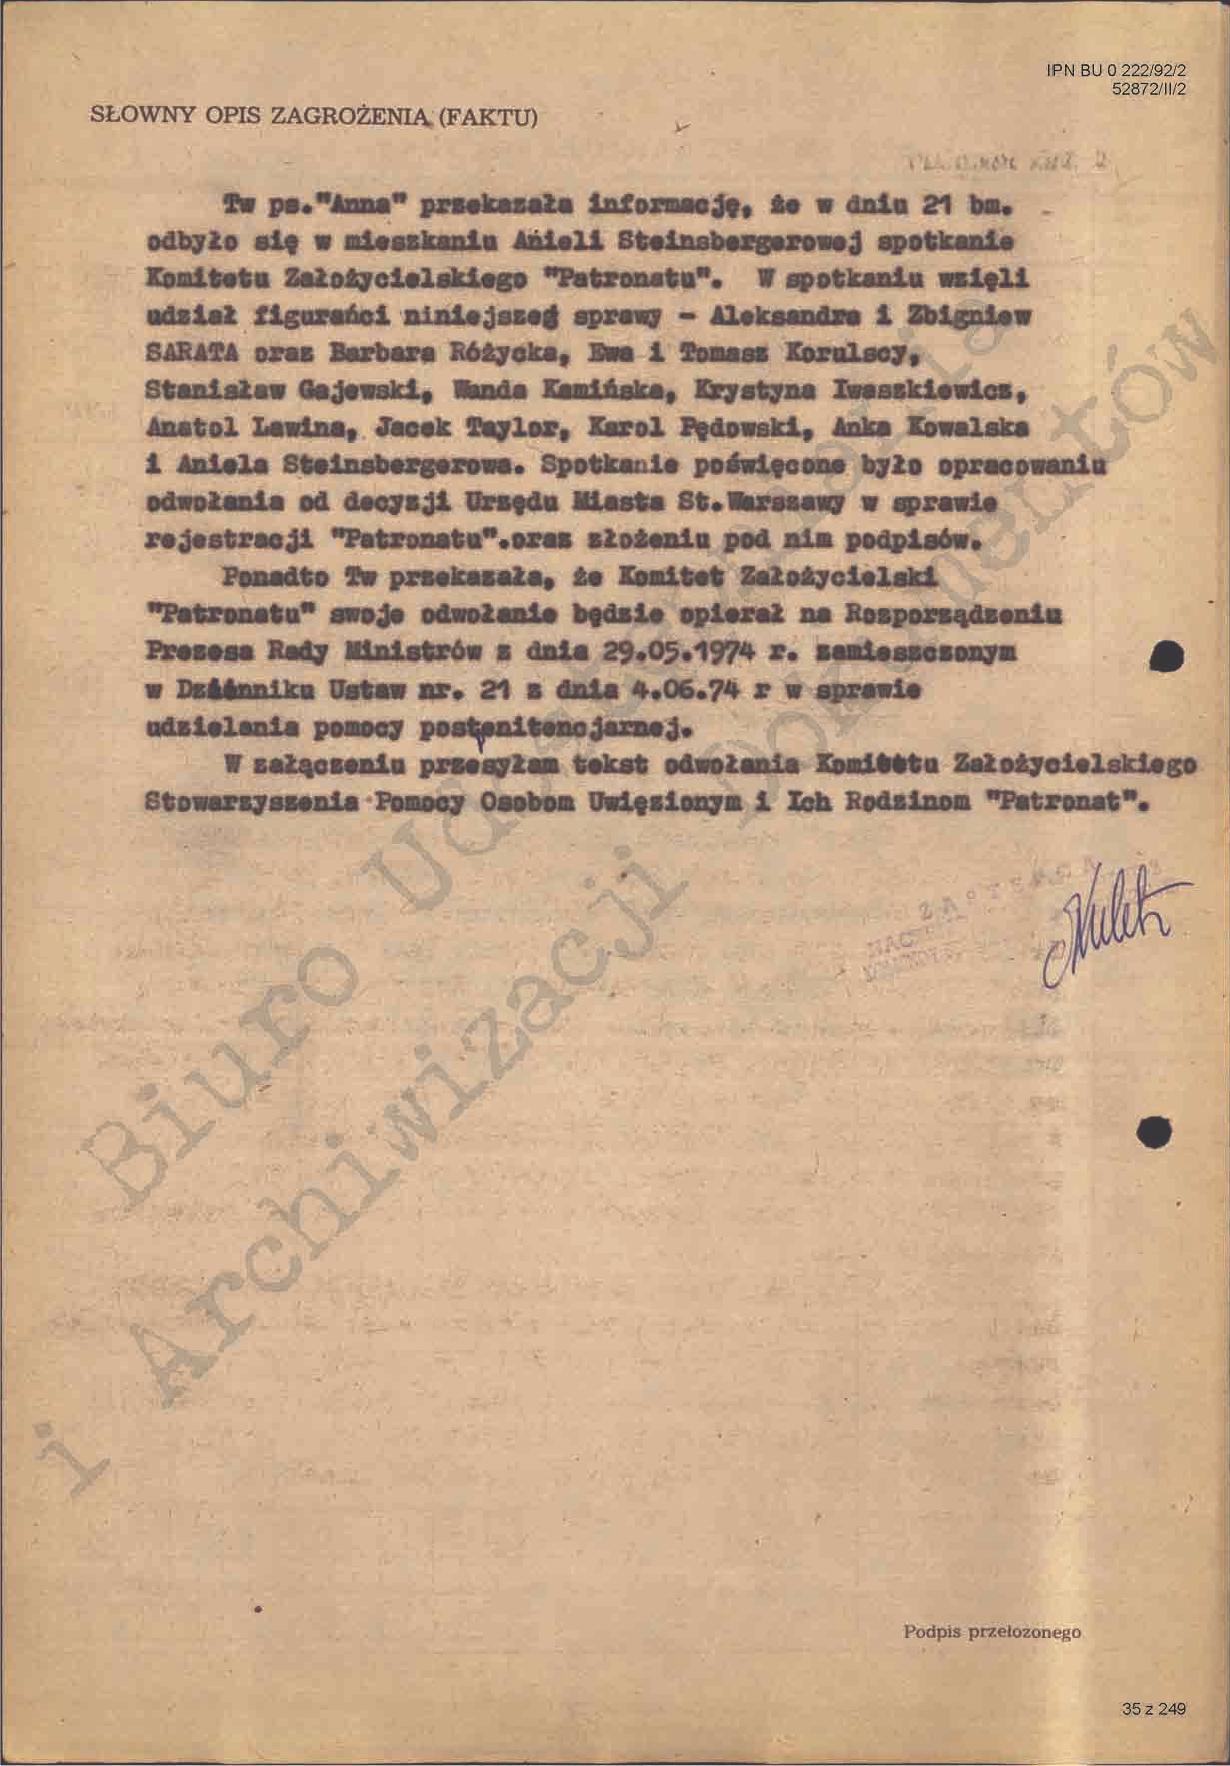 IPN BU 0 222/92/2
52872/II/2
SŁOWNY OPIS ZAGROŻENIA (FAKTU)
Tw ps."Anna" przekazała informację, że w dniu 21 bm.
odbyło się w mieszkaniu Anieli Steinsbergerowej spotkanie
Komitetu Założycielskiego "Patronatu". W spotkaniu wzięli
udział figurańci niniejszej sprawy - Aleksandra i Zbigniew
SARATA oraz Barbara Różycka, Ewa i Tomasz Korulscy,
Stanisław Gajewski, Wanda Kamińska, Krystyna Iwaszkiewicz,
Anatol Lawina, Jacek Taylor, Karol Pędowski, Anka Kowalska
i Aniela Steinsbergerowa. Spotkanie poświęcone było opracowaniu
odwołania od decyzji Urzędu Miasta St.Warszawy w sprawie
rejestracji "Patronatu".oraz złożeniu pod nim podpisów.
Ponadto Tw przekazała, że Komitet Założycielski
"Patronatu" swoje odwołanie będzie opierał na Rozporządzeniu
Prezesa Rady Ministrów z dnia 29.05.1974 r. zamieszczonym
w Dzienniku Ustaw nr. 21 z dnia 4.06.74 r w sprawie
udzielania pomocy postpenitencjarnej.
W załączeniu przesyłam tekst odwołania Komitetu Założycielskiego
Stowarzyszenia Pomocy Osobom Uwięzionym i Ich Rodzinom "Patronat".
Biuro Udostępniania
i Archiwizacji Dokumentów
Podpis przełozonego
35 z 249